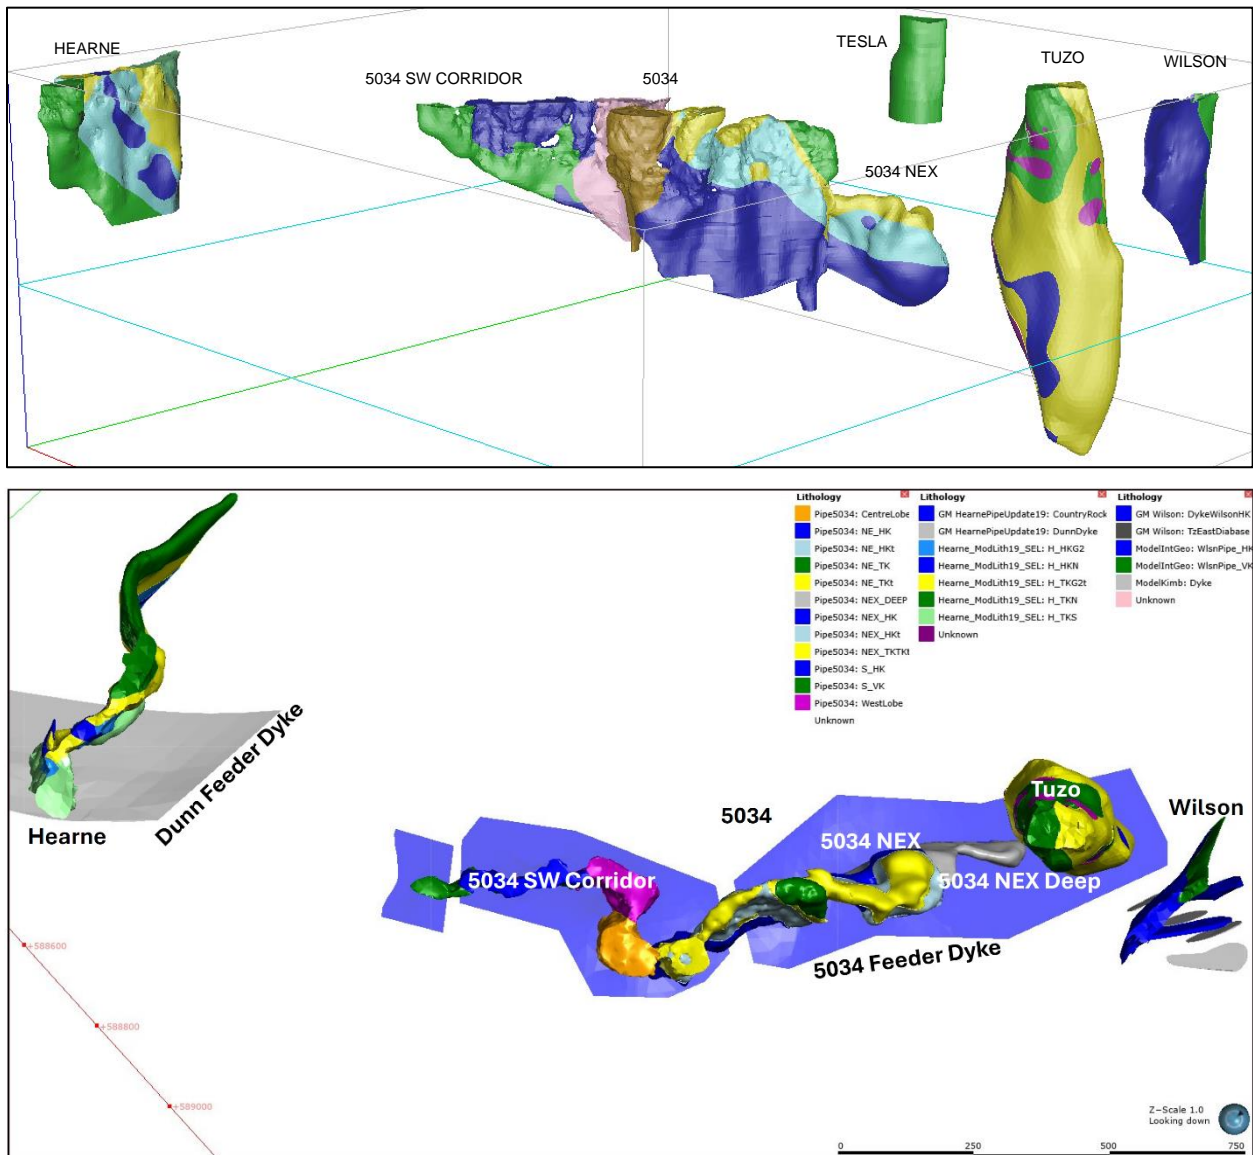 HEARNE
5034 SW CORRIDOR
5034
TESLA
TUZO
WILSON
5034 NEX
Lithology
Pipe5034: CentreLobe
Pipe5034: NE_HK
Pipe5034: NE_HKt
Pipe5034: NE_TK
Pipe5034: NE_TKt
Pipe5034: NEX_DEEP
Pipe5034: NEX_HK
Pipe5034: NEX_HKt
Pipe5034: NEX_TKTKt
Pipe5034: S_HK
Pipe5034: S_VK
Pipe5034: WestLobe
Unknown
Lithology
GM HearnePipeUpdate19: CountryRock
GM HearnePipeUpdate19: DunnDyke
Hearne_ModLith19_SEL: H_HKG2
Hearne_ModLith19_SEL: H_HKN
Hearne_ModLith19_SEL: H_TKG2t
Hearne_ModLith19_SEL: H_TKN
Hearne_ModLith19_SEL: H_TKS
Unknown
Lithology
GM Wilson: DykeWilsonHK
GM Wilson: TzEastDiabase
ModelIntGeo: WlsnPipe_HK
ModelIntGeo: WlsnPipe_VK
ModelKimb: Dyke
Unknown
Dunn Feeder Dyke
Hearne
5034
Tuzo
Wilson
5034 NEX
5034 SW Corridor
5034 NEX Deep
5034 Feeder Dyke
+588600
+588800
+589000
Z-Scale 1.0
Looking down
0 250 500 750